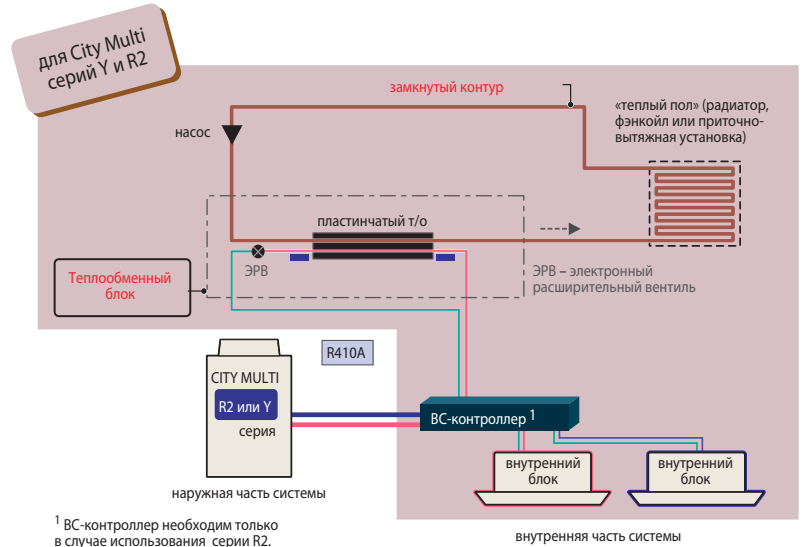 для City Multi
серий Y и R2
замкнутый контур
«теплый пол» (радиатор,
фэнкойл или приточно-
вытяжная установка)
насос
пластинчатый т/о
ЭРВ
ЭРВ – электронный
расширительный вентиль
Теплообменный
блок
R410A
CITY MULTI
R2 или Y
серия
BC-контроллер 1
внутренний
блок
внутренний
блок
наружная часть системы
1 BC-контроллер необходим только
в случае использования серии R2.
внутренняя часть системы